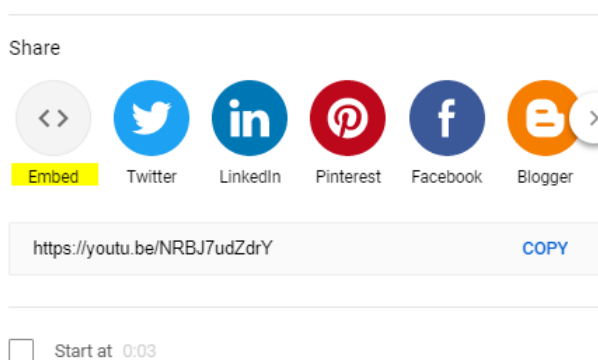 Share
Embed Twitter LinkedIn Pinterest Facebook Blogger
https://youtu.be/NRBJ7udZdrY COPY
Start at 0:03